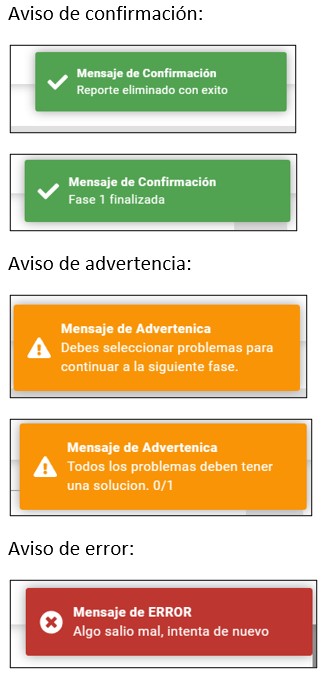 Aviso de confirmación:
Mensaje de Confirmación
Reporte eliminado con exito
Mensaje de Confirmación
Fase 1 finalizada
Aviso de advertencia:
Mensaje de Advertenica
Debes seleccionar problemas para
continuar a la siguiente fase.
Mensaje de Advertenica
Todos los problemas deben tener
una solucion. 0/1
Aviso de error:
Mensaje de ERROR
Algo salio mal, intenta de nuevo